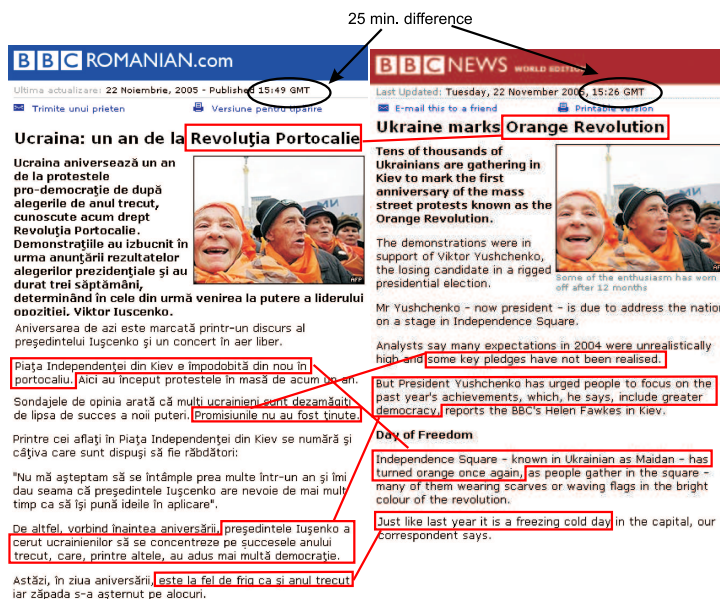 25 min. difference
BBC ROMANIAN.com
Ultima actualizare: 22 Noiembrie, 2005 - Published 15:49 GMT
Trimite unui prieten
Versiune pentru tiparire
Ucraina: un an de la Revoluţia Portocalie
Ucraina aniversează un an
de la protestele
pro-democraţie de după
alegerile de anul trecut,
cunoscute acum drept
Revoluţia Portocalie.
Demonstraţiile au izbucnit în
urma anunţării rezultatelor
alegerilor prezidenţiale şi au
durat trei săptămâni,
determinând în cele din urmă venirea la putere a liderului
opoziţiei, Viktor Iuscenko.
AFP
Aniversarea de azi este marcată printr-un discurs al
preşedintelui Iuşcenko şi un concert în aer liber.
Piaţa Independenţei din Kiev e împodobită din nou în
portocaliu. Aici au început protestele în masă de acum un an.
Sondajele de opinia arată că mulţi ucrainieni sunt dezamăgiţi
de lipsa de succes a noii puteri. Promisiunile nu au fost ţinute.
Printre cei aflaţi în Piaţa Independenţei din Kiev se numără şi
câţiva care sunt dispuşi să fie răbdători:
"Nu mă aşteptam să se întâmple prea multe într-un an şi îmi
dau seama că preşedintele Iuşcenko are nevoie de mai mult
timp ca să îşi pună ideile în aplicare".
De altfel, vorbind înaintea aniversării, preşedintele Iuşenko a
cerut ucrainienilor să se concentreze pe succesele anului
trecut, care, printre altele, au adus mai multă democraţie.
Astăzi, în ziua aniversării, este la fel de frig ca şi anul trecut
iar zăpada s-a aşternut pe alocuri.
BBC NEWS WORLD EDITION
Last Updated: Tuesday, 22 November 2005, 15:26 GMT
E-mail this to a friend
Printable version
Ukraine marks Orange Revolution
Tens of thousands of
Ukrainians are gathering in
Kiev to mark the first
anniversary of the mass
street protests known as the
Orange Revolution.
The demonstrations were in
support of Viktor Yushchenko,
the losing candidate in a rigged
presidential election.
AFP
Some of the enthusiasm has worn
off after 12 months
Mr Yushchenko - now president - is due to address the nation
on a stage in Independence Square.
Analysts say many expectations in 2004 were unrealistically
high and some key pledges have not been realised.
But President Yushchenko has urged people to focus on the
past year's achievements, which, he says, include greater
democracy, reports the BBC's Helen Fawkes in Kiev.
Day of Freedom
Independence Square - known in Ukrainian as Maidan - has
turned orange once again, as people gather in the square -
many of them wearing scarves or waving flags in the bright
colour of the revolution.
Just like last year it is a freezing cold day in the capital, our
correspondent says.